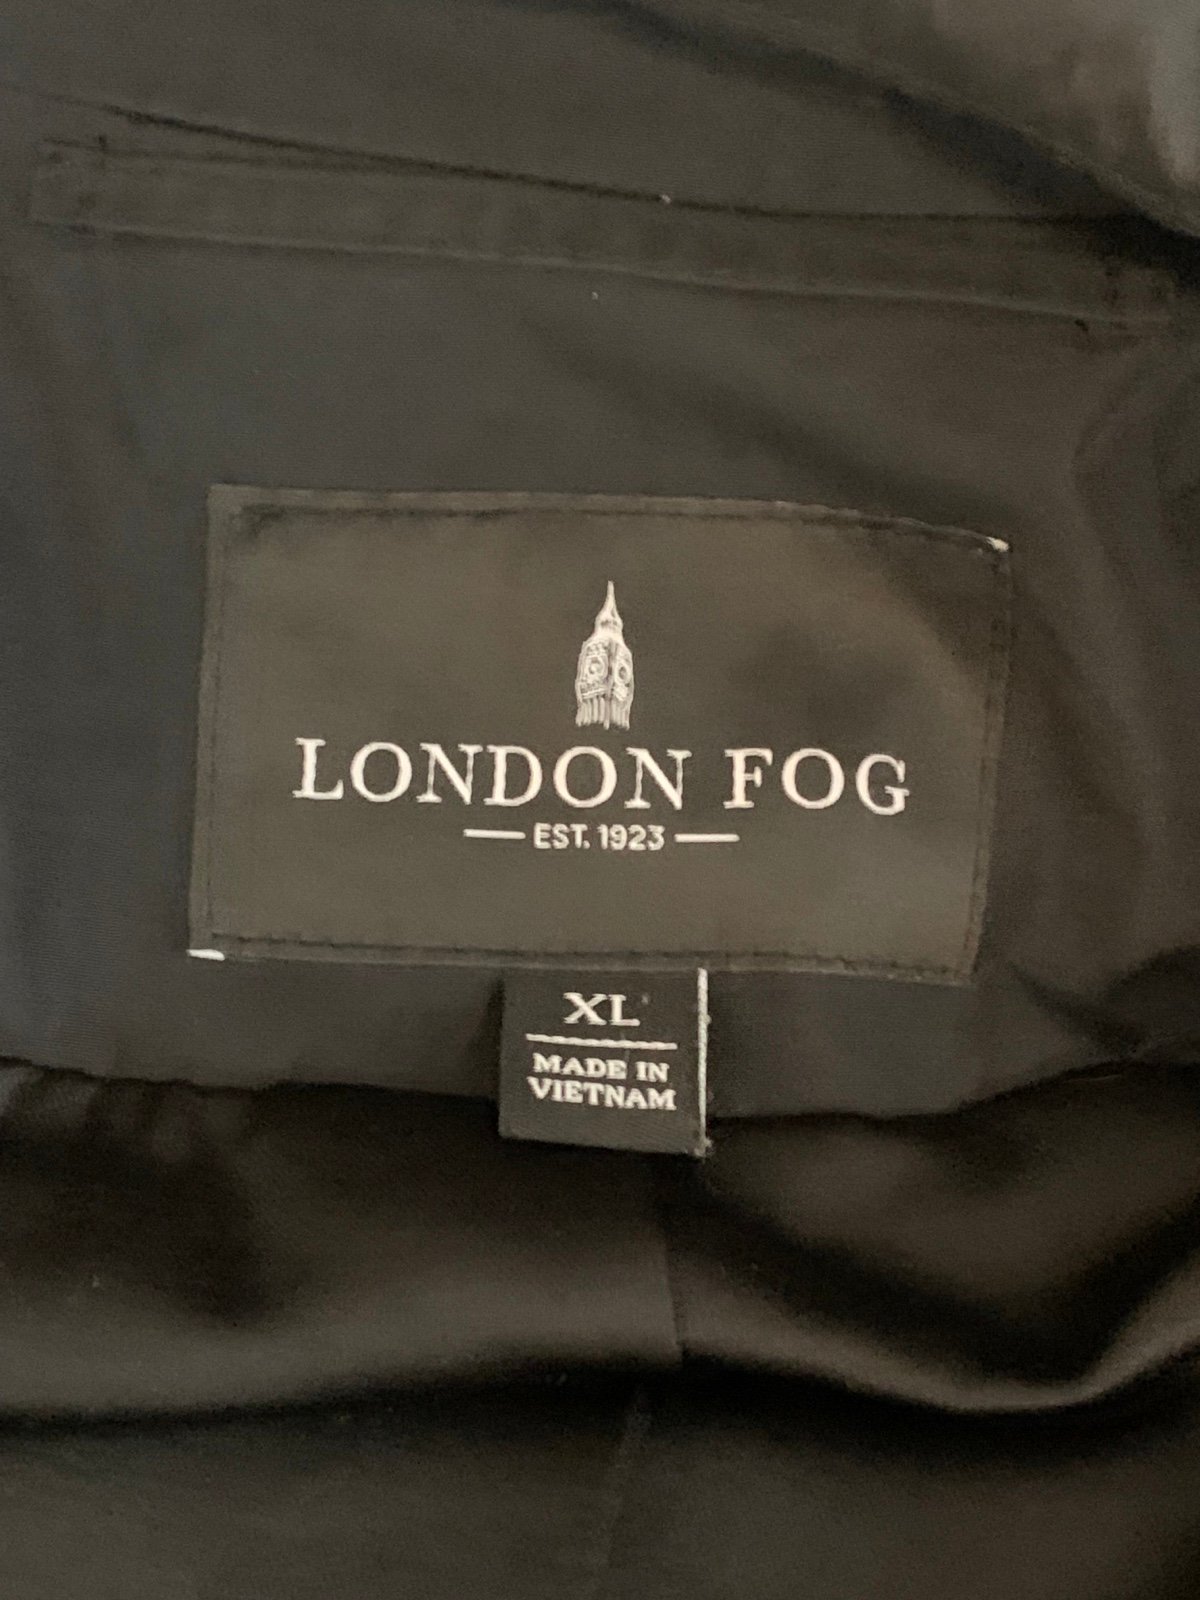 LONDON FOG
EST. 1923
XL
MADE IN
VIETNAM